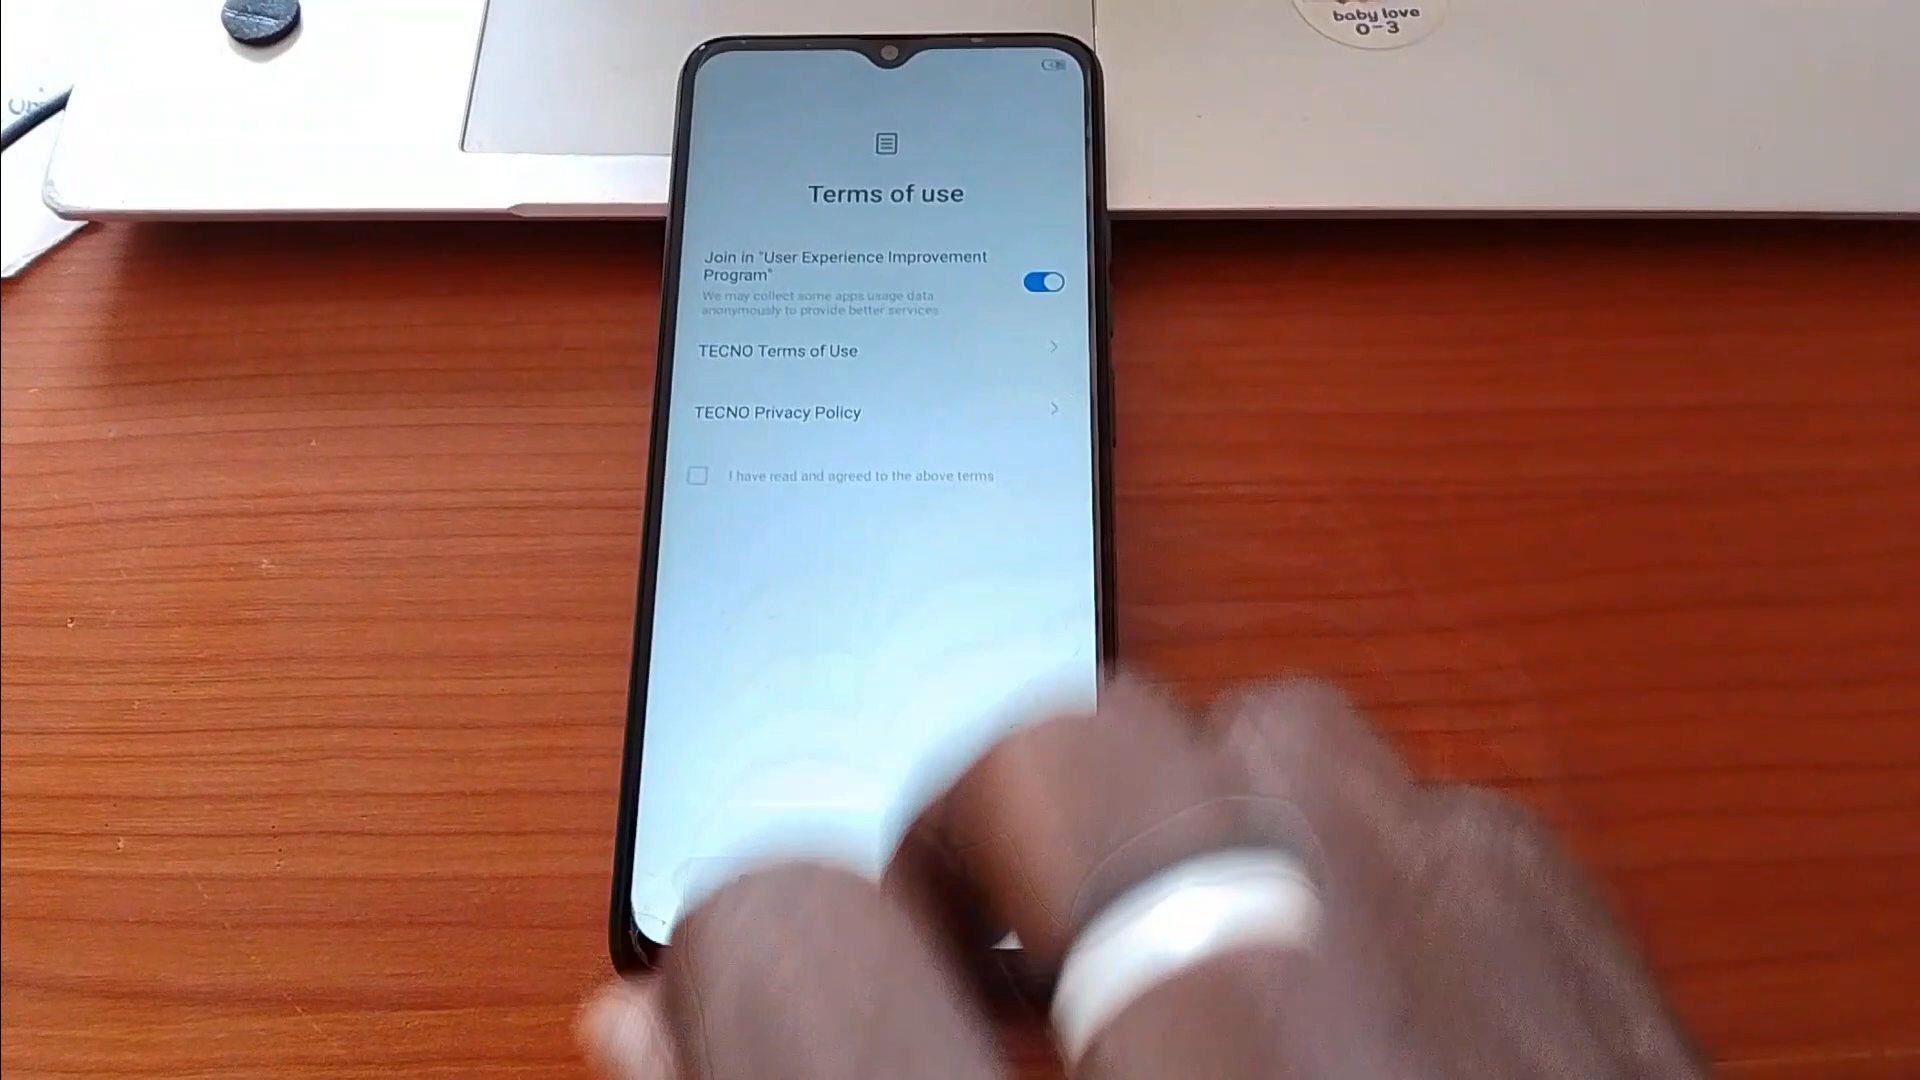 baby love
0-3
Terms of use
Join in "User Experience Improvement
Program"
We may collect some apps usage data
anonymously to provide better services
TECNO Terms of Use
TECNO Privacy Policy
I have read and agreed to the above terms